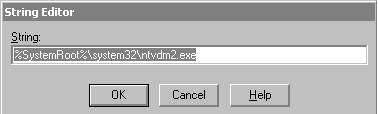 String Editor
String:
%SystemRoot%\system32\ntvdm2.exe
OK Cancel Help